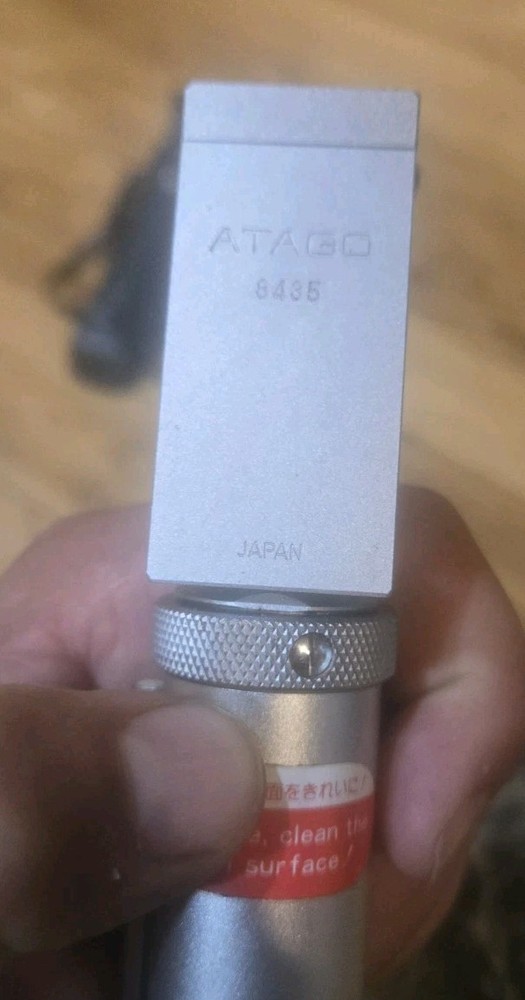 ATAGO
8435
JAPAN
面をきれいに!
, clean the
surface!